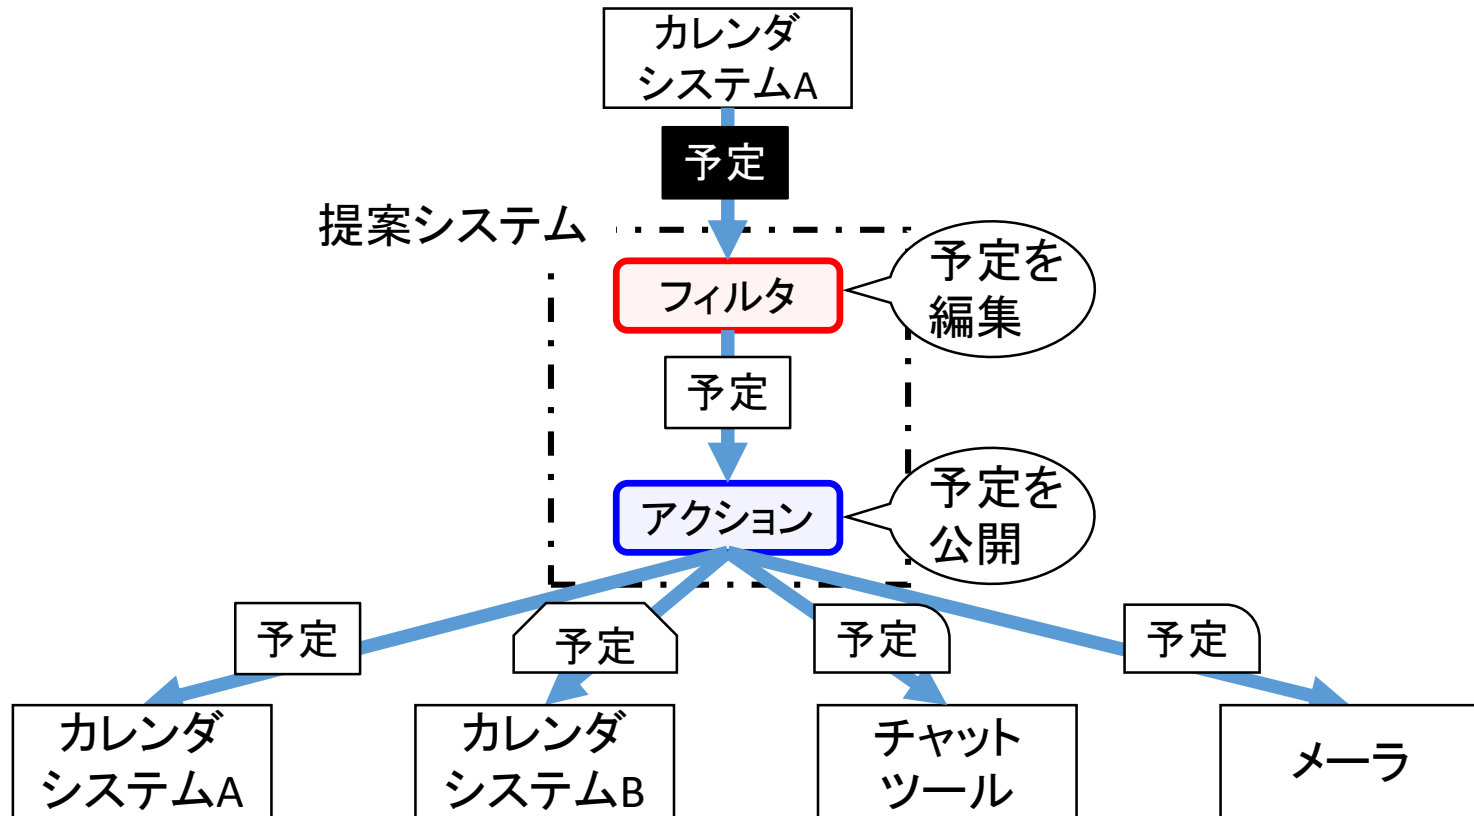 カレンダ
システムA
予定
提案システム
フィルタ
予定を
編集
予定
アクション
予定を
公開
予定
予定
予定
予定
カレンダ
システムA
カレンダ
システムB
チャット
ツール
メーラ